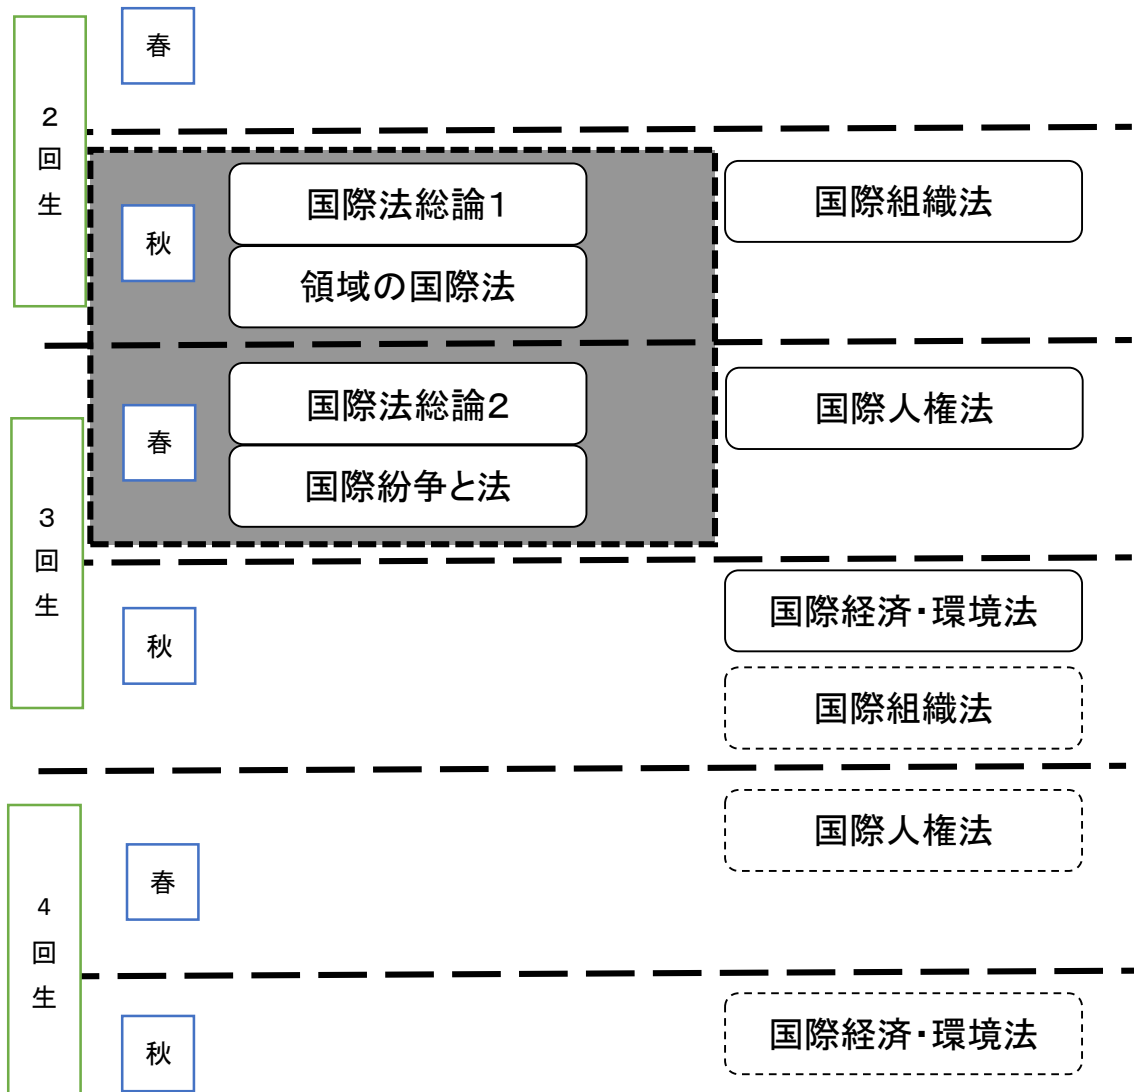 2
回
生
春
秋
国際法総論1
領域の国際法
国際組織法
3
回
生
春
国際法総論2
国際紛争と法
国際人権法
秋
国際経済・環境法
国際組織法
4
回
生
春
国際人権法
秋
国際経済・環境法